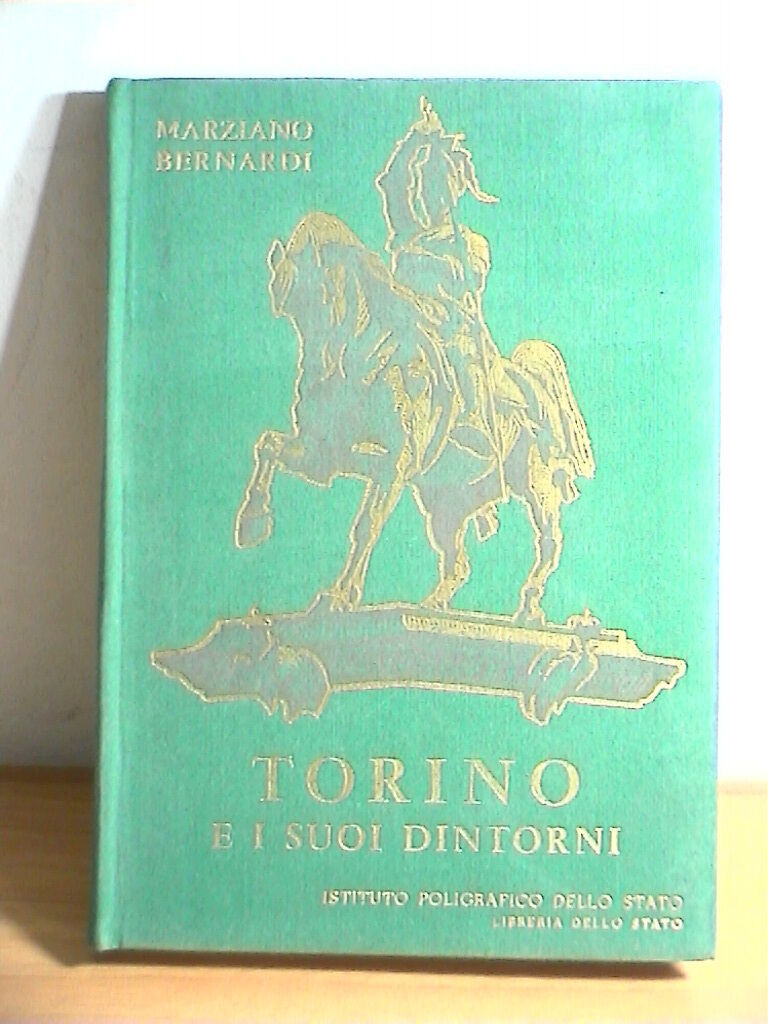 MARZIANO
BERNARDI
TORINO
E I SUOI DINTORNI
ISTITUTO POLIGRAFICO DELLO STATO
LIBRERIA DELLO STATO